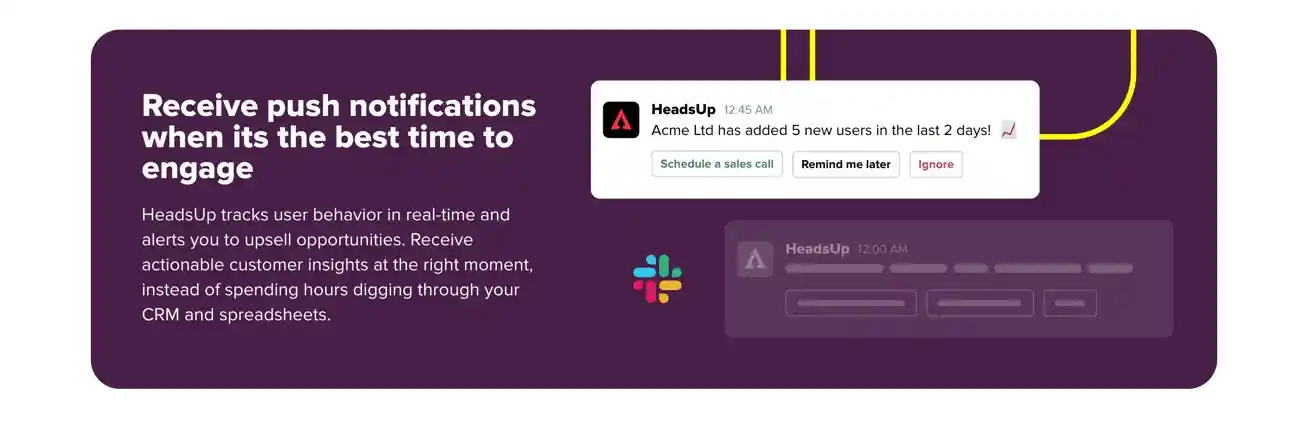 Receive push notifications
when its the best time to
engage
HeadsUp tracks user behavior in real-time and
alerts you to upsell opportunities. Receive
actionable customer insights at the right moment,
instead of spending hours digging through your
CRM and spreadsheets.
HeadsUp 12:45 AM
Acme Ltd has added 5 new users in the last 2 days! 📈
Schedule a sales call Remind me later Ignore
HeadsUp 12:00 AM